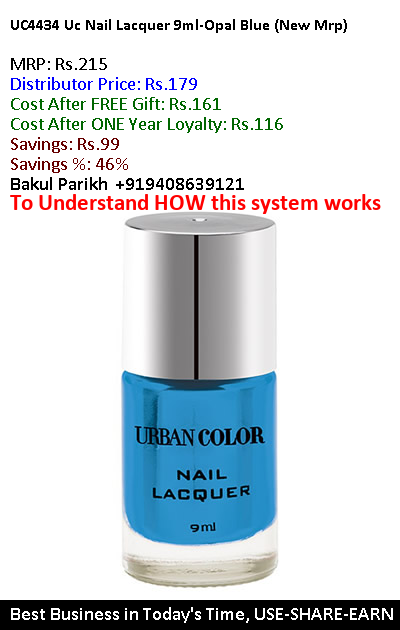 UC4434 Uc Nail Lacquer 9ml-Opal Blue (New Mrp)
MRP: Rs.215
Distributor Price: Rs.179
Cost After FREE Gift: Rs.161
Cost After ONE Year Loyalty: Rs.116
Savings: Rs.99
Savings %: 46%
Bakul Parikh +919408639121
To Understand HOW this system works
URBAN COLOR
NAIL
LACQUER
9ml
Best Business in Today's Time, USE-SHARE-EARN